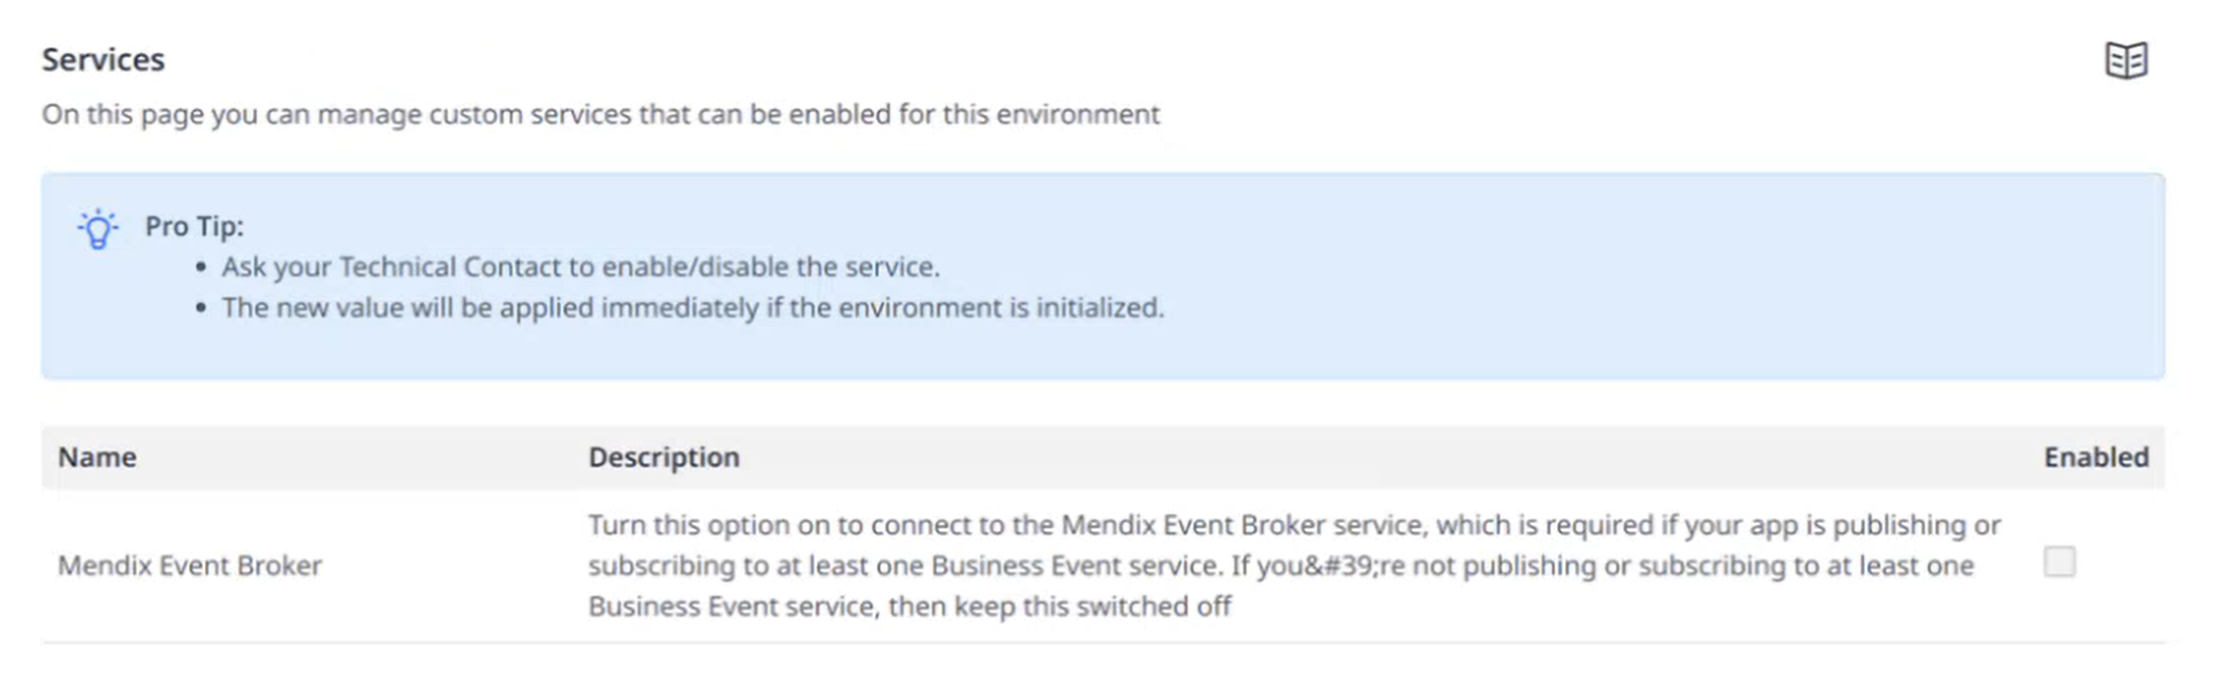 Services
On this page you can manage custom services that can be enabled for this environment
Pro Tip:
• Ask your Technical Contact to enable/disable the service.
• The new value will be applied immediately if the environment is initialized.
Name Description Enabled
Turn this option on to connect to the Mendix Event Broker service, which is required if your app is publishing or
Mendix Event Broker subscribing to at least one Business Event service. If you&#39;re not publishing or subscribing to at least one
Business Event service, then keep this switched off